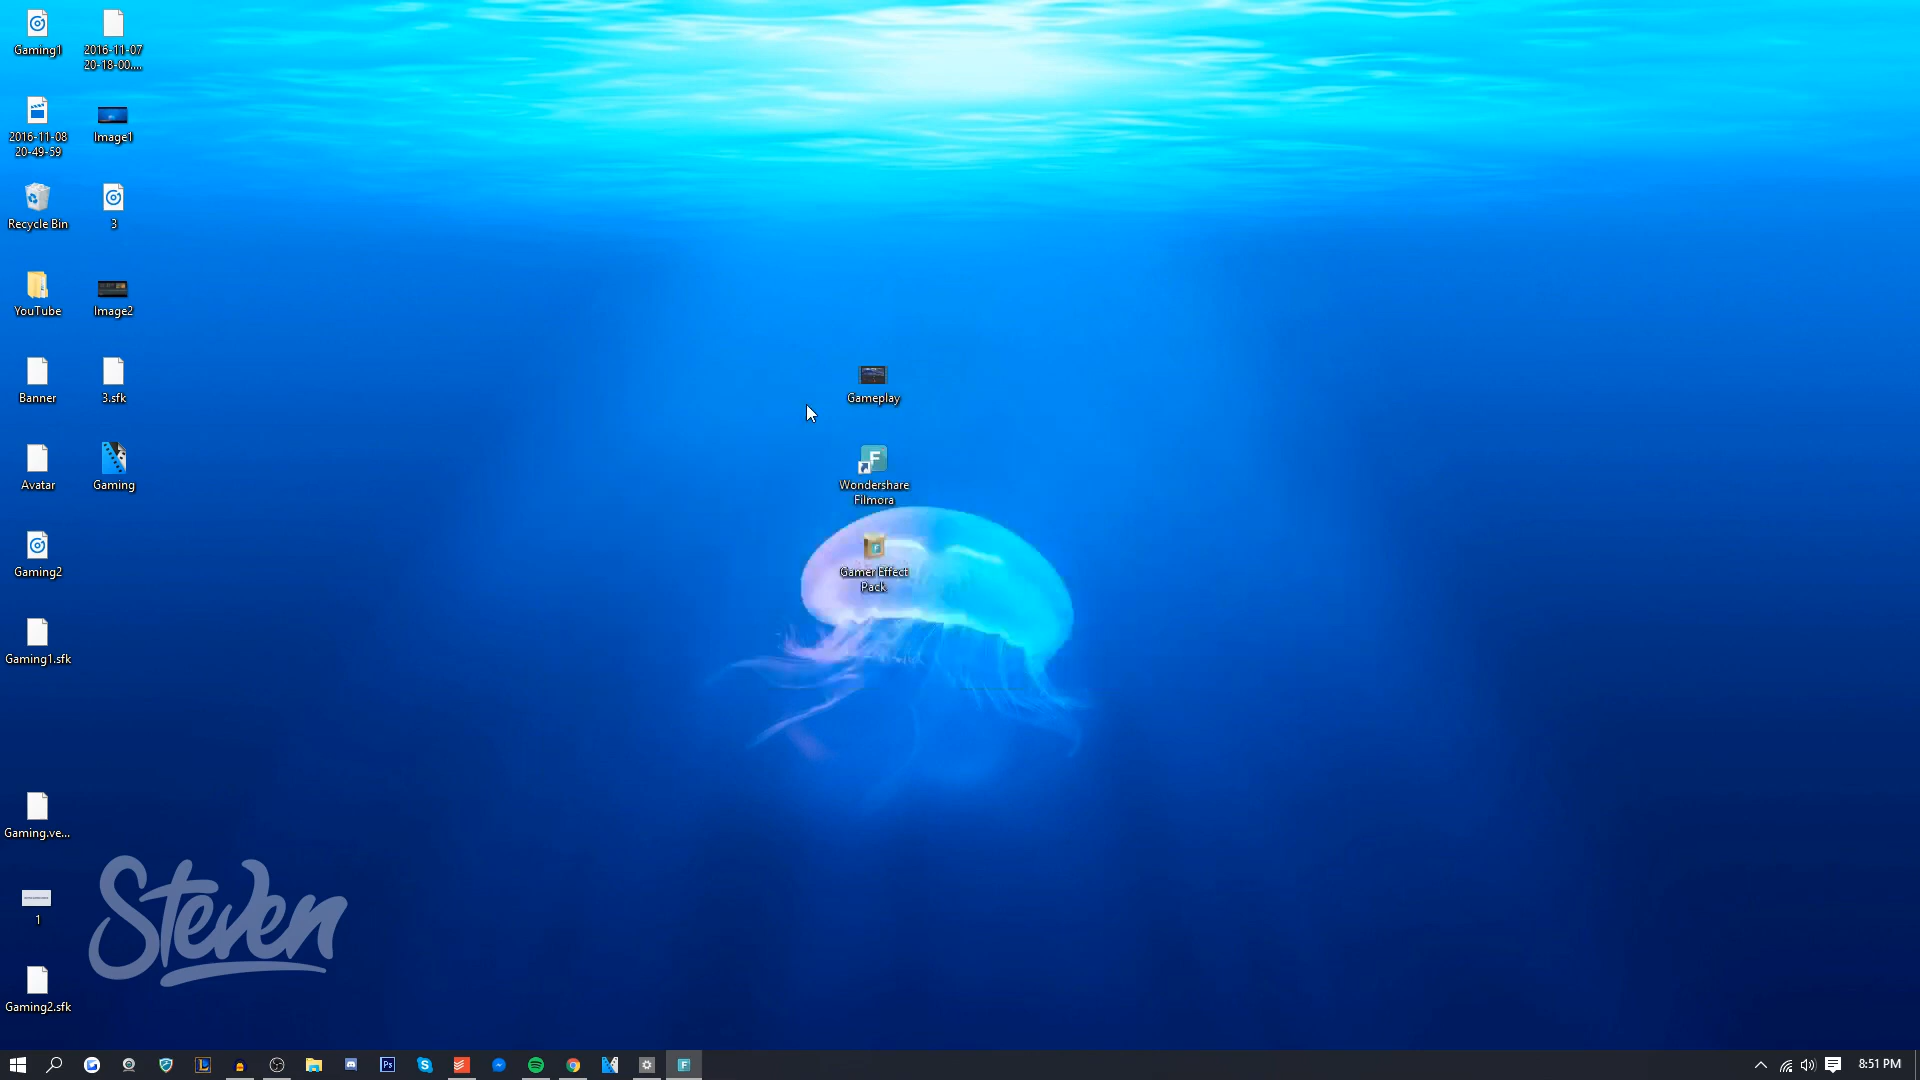 Gaming1
2016-11-07
20-18-00....
2016-11-08
20-49-59
Image1
Recycle Bin
3
YouTube
Image2
Banner
3.sfk
Gameplay
Avatar
Gaming
Wondershare
Filmora
Gaming2
Gamer Effect
Pack
Gaming1.sfk
Gaming.ve...
1
Steven
Gaming2.sfk
Ps
F
8:51 PM